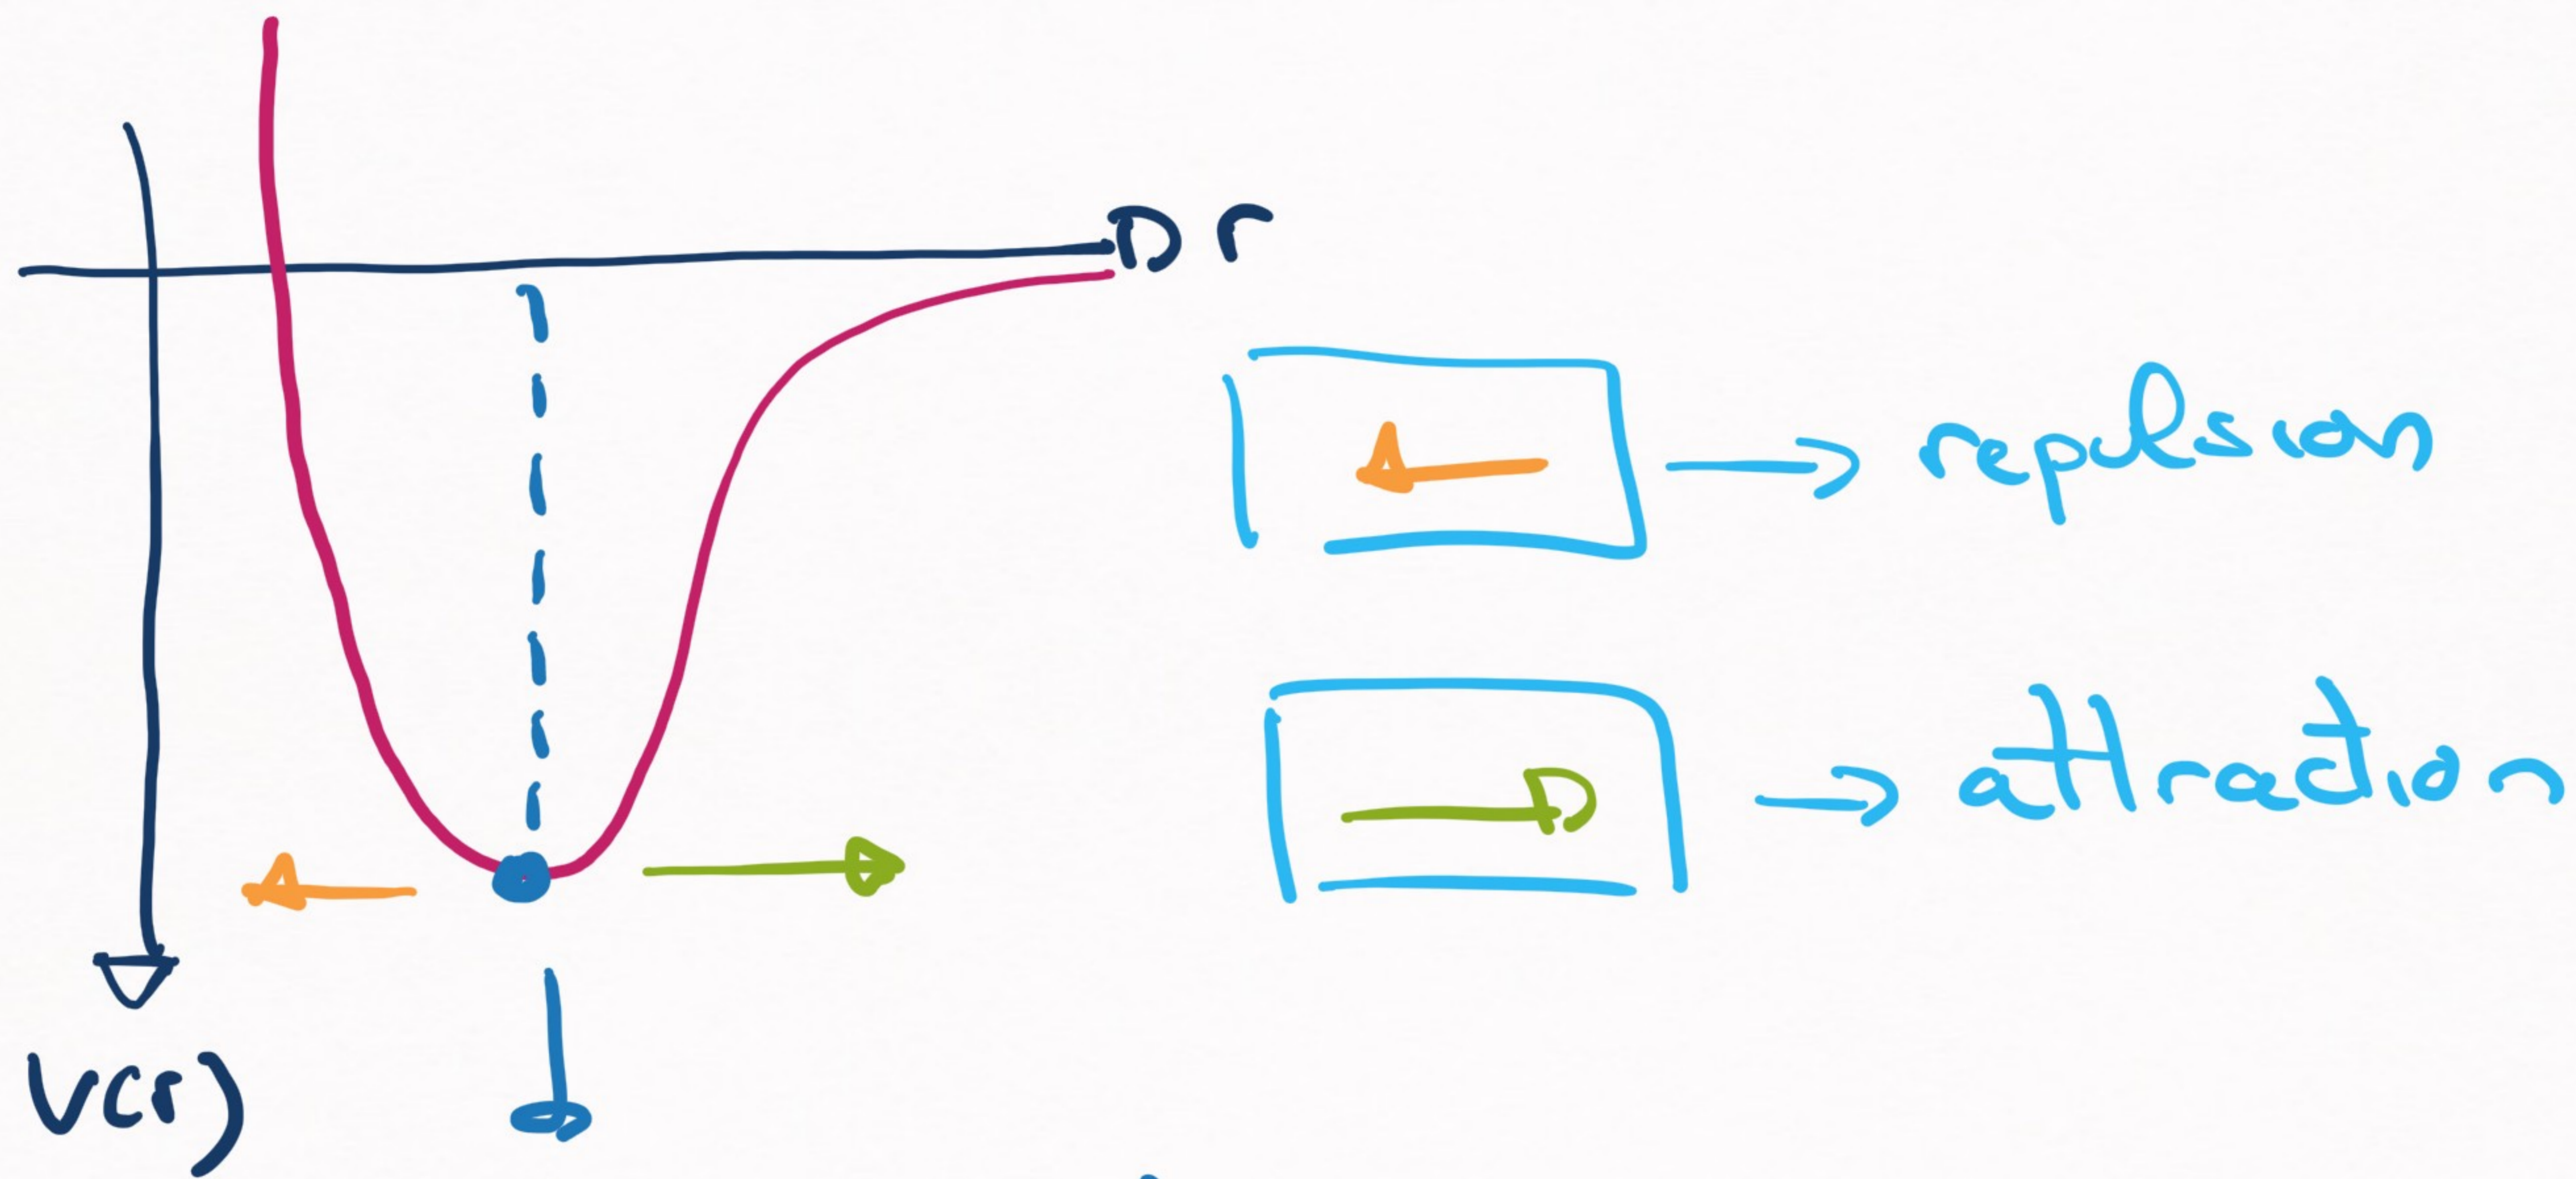 r
→ repulsion
→ attraction
V(r)